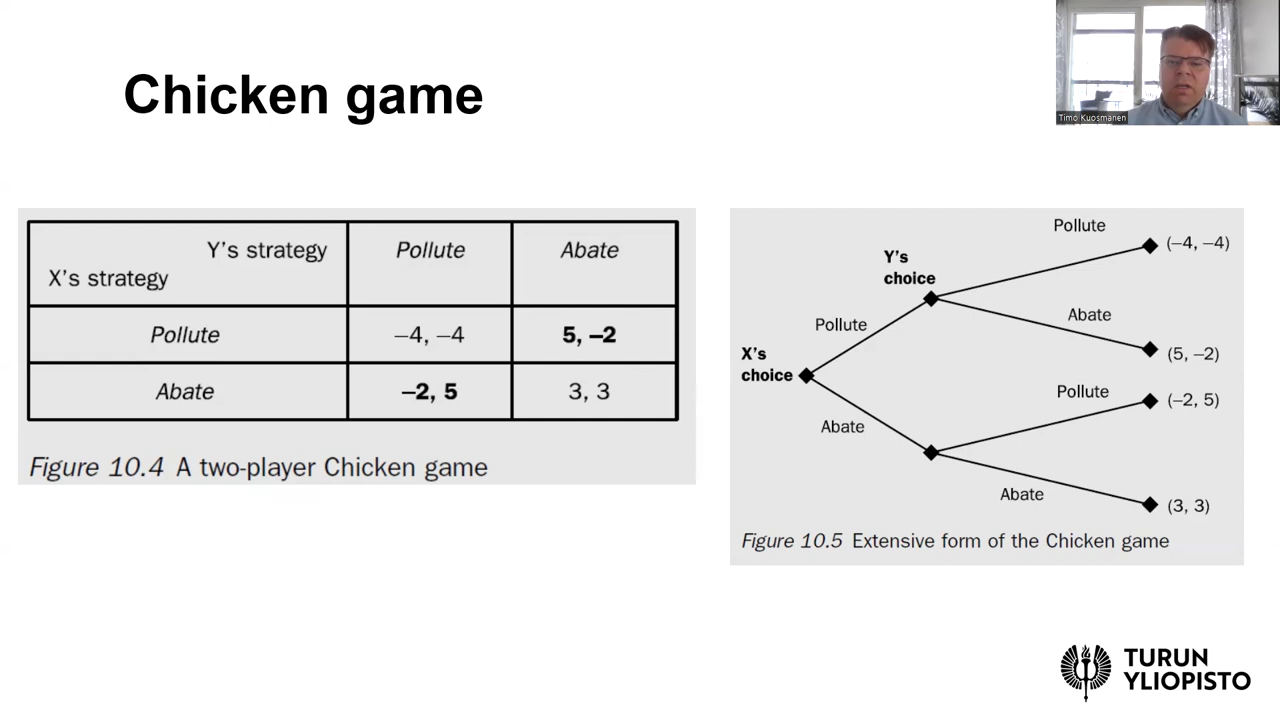 Chicken game
Timo Kuosmanen
Y's strategy
X's strategy
Pollute
Abate
Pollute
−4, −4
5, −2
Abate
−2, 5
3, 3
Figure 10.4 A two-player Chicken game
Pollute
(−4, −4)
Y's
choice
Abate
Pollute
(5, −2)
X's
choice
Pollute
(−2, 5)
Abate
Abate
(3, 3)
Figure 10.5 Extensive form of the Chicken game
TURUN
YLIOPISTO